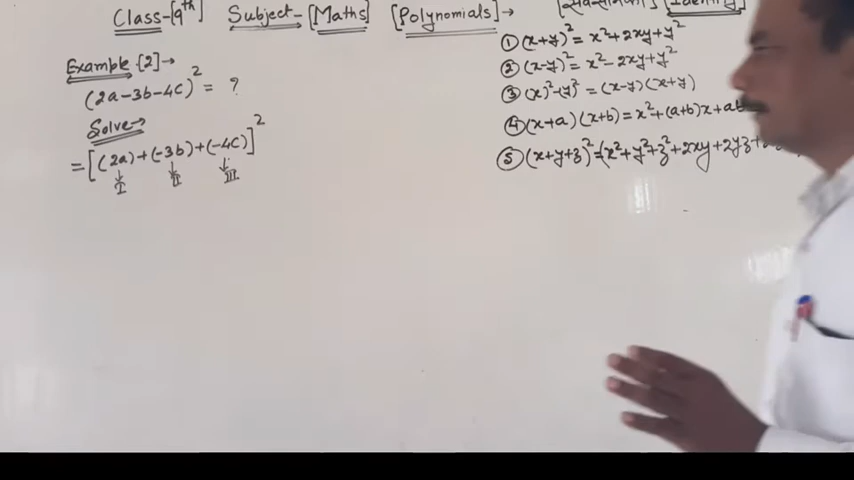 Class-[9th] Subject-[Maths] [Polynomials]→ [Identity]
Examble-[2]→
(2a-3b-4c)² = ?
Solve→
=[(2a)+(-3b)+(-4c)]²
I II III
① (x+y)²= x²+2xy+y²
② (x-y)²= x²-2xy+y²
③ (x)²-(y)² = (x-y)(x+y)
④ (x+a)(x+b)= x²+(a+b)x+ab
⑤ (x+y+z)²=(x²+y²+z²+2xy+2yz+